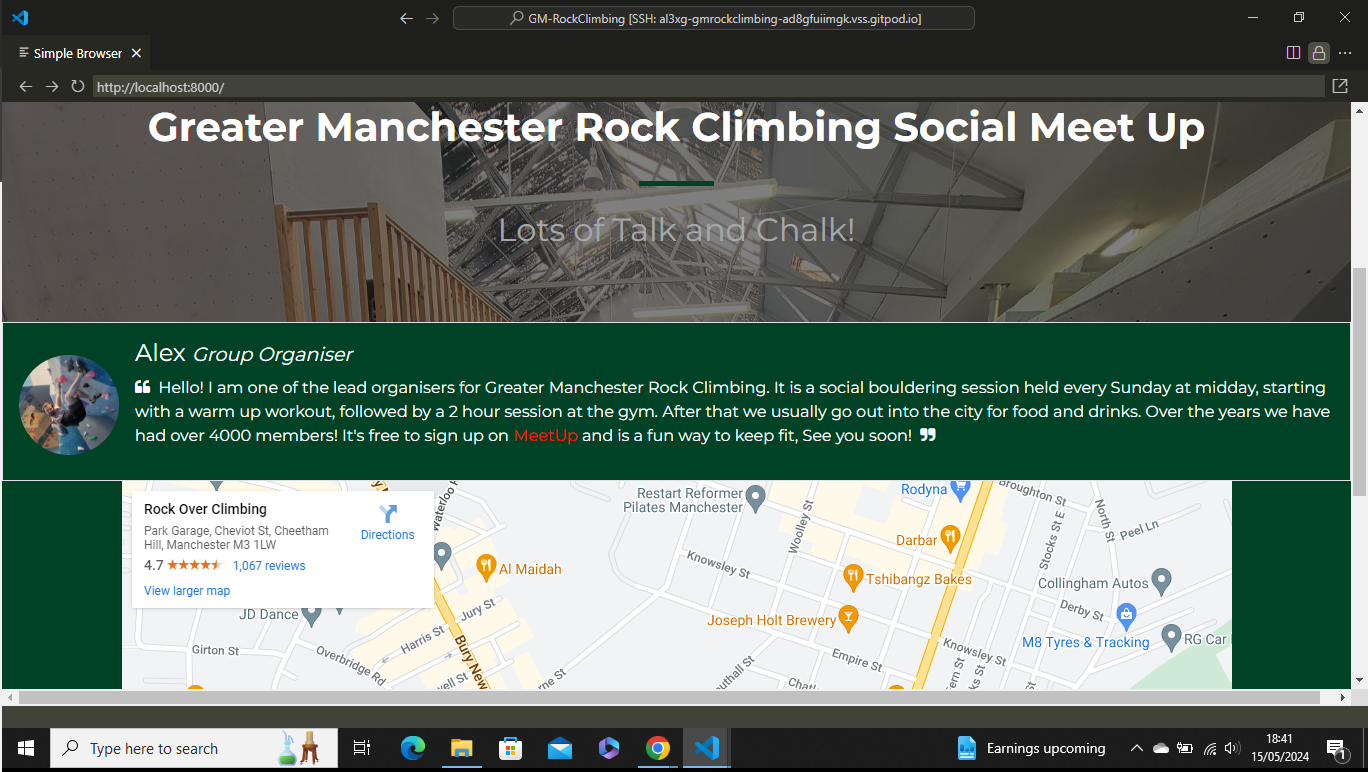 GM-RockClimbing [SSH: al3xg-gmrockclimbing-ad8gfuiimgk.vss.gitpod.io]
Simple Browser
http://localhost:8000/
Greater Manchester Rock Climbing Social Meet Up
Lots of Talk and Chalk!
Alex Group Organiser
❝ Hello! I am one of the lead organisers for Greater Manchester Rock Climbing. It is a social bouldering session held every Sunday at midday, starting
with a warm up workout, followed by a 2 hour session at the gym. After that we usually go out into the city for food and drinks. Over the years we have
had over 4000 members! It's free to sign up on MeetUp and is a fun way to keep fit, See you soon! ❞
Rock Over Climbing
Park Garage, Cheviot St, Cheetham
Hill, Manchester M3 1LW
4.7
1,067 reviews
View larger map
Directions
Waterloo R
Restart Reformer
Pilates Manchester
Woolley St
Rodyna
Broughton St
North St
Peel Ln
Stocks St E
Darbar
Al Maidah
Knowsley St
Tshibangz Bakes
Collingham Autos
JD Dance
Jury St
Joseph Holt Brewery
Derby St
M8 Tyres & Tracking
RG Car
Harris St
Girton St
Overbridge Rd
Bury New
Empire St
Knowsley St
well St
rne St
uthall St
Chat
ern St
Type here to search
Earnings upcoming
18:41
15/05/2024
1